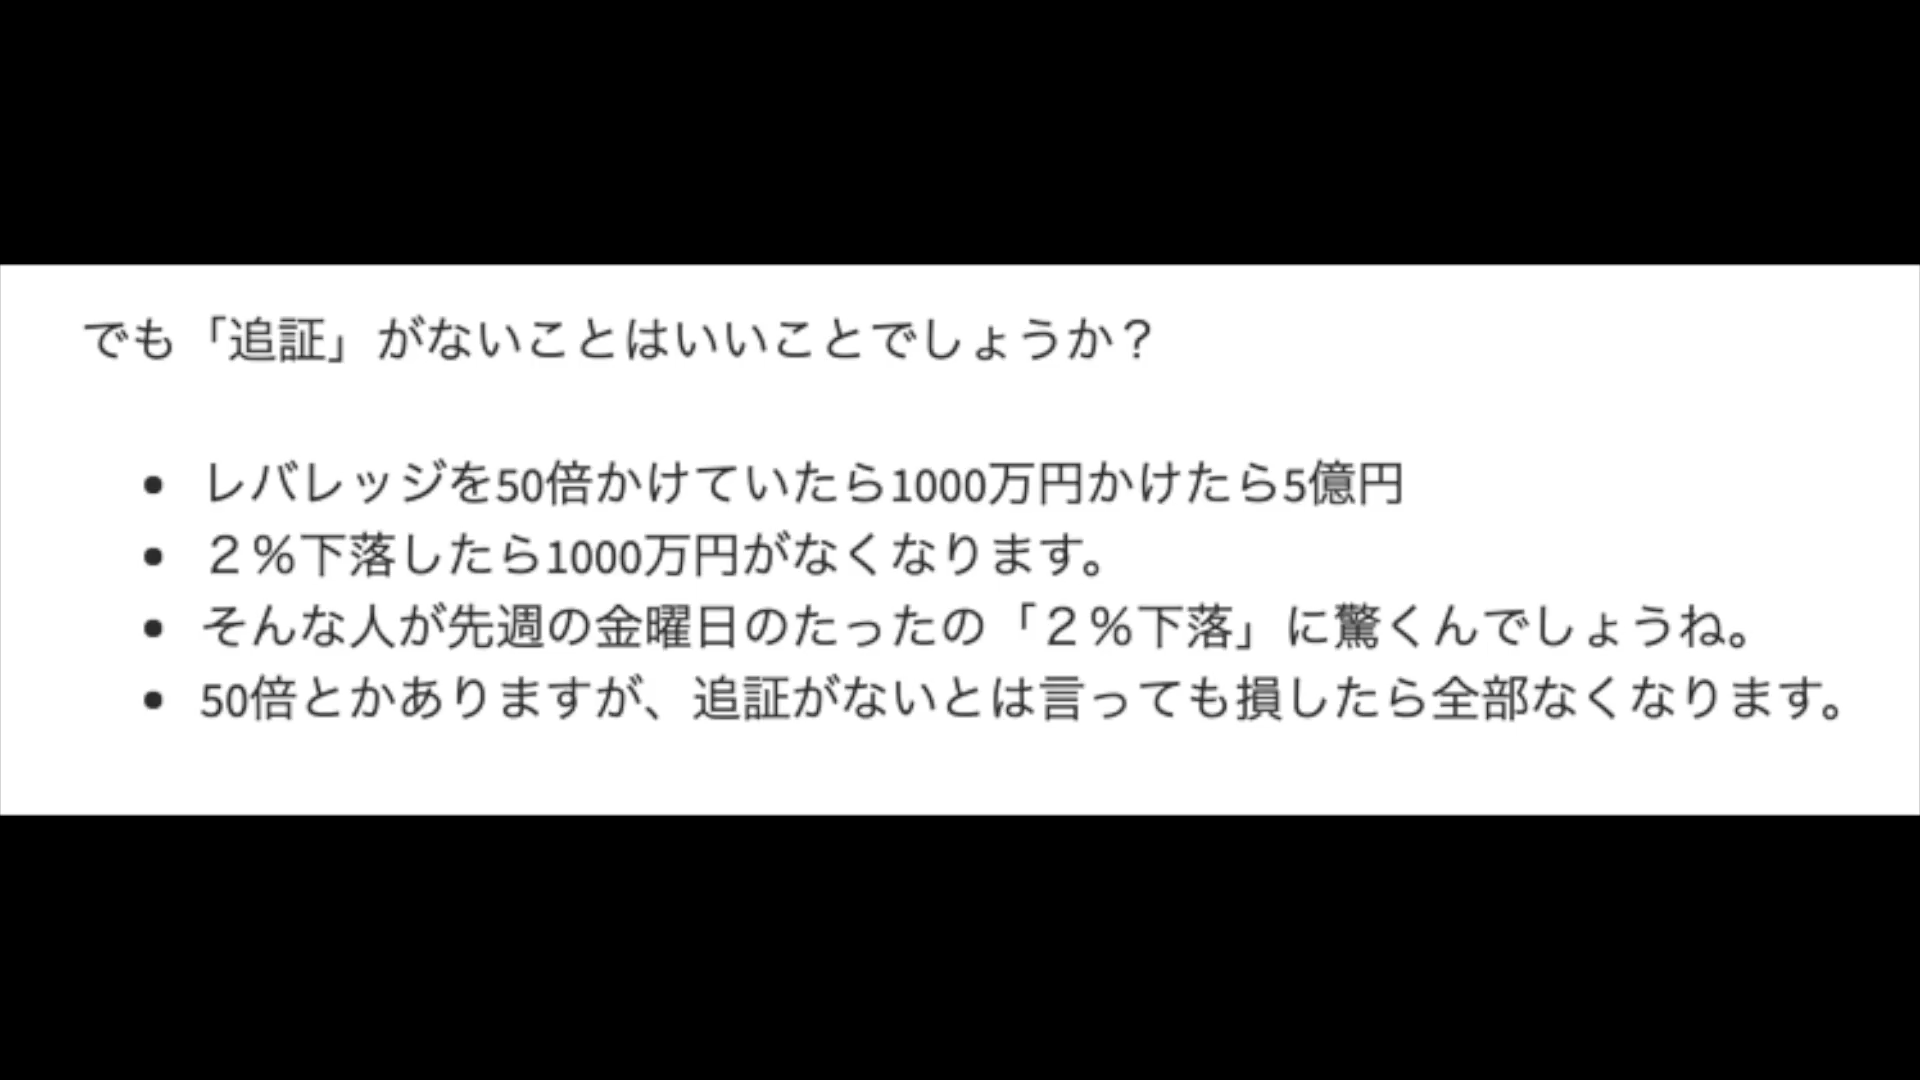 でも「追証」がないことはいいことでしょうか？
• レバレッジを50倍かけていたら1000万円かけたら5億円
• ２％下落したら1000万円がなくなります。
• そんな人が先週の金曜日のたったの「２％下落」に驚くんでしょうね。
• 50倍とかありますが、追証がないとは言っても損したら全部なくなります。